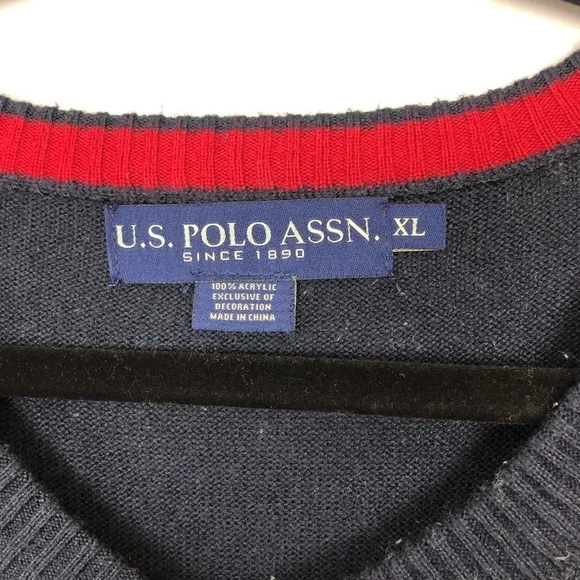 U.S. POLO ASSN. XL
SINCE 1890
100% ACRYLIC
EXCLUSIVE OF
DECORATION
MADE IN CHINA